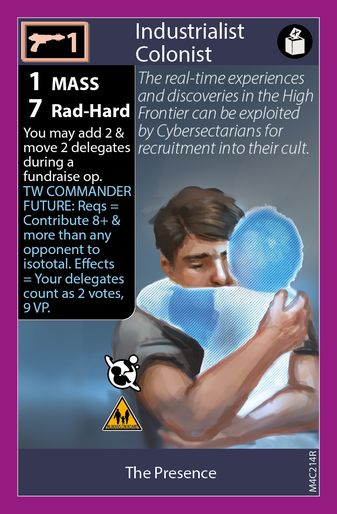 1
Industrialist
Colonist
1 MASS
7 Rad-Hard
You may add 2 &
move 2 delegates
during a
fundraise op.
TW COMMANDER
FUTURE: Reqs =
Contribute 8+ &
more than any
opponent to
isototal. Effects
= Your delegates
count as 2 votes,
9 VP.
The real-time experiences
and discoveries in the High
Frontier can be exploited
by Cybersectarians for
recruitment into their cult.
The Presence
M4C214R